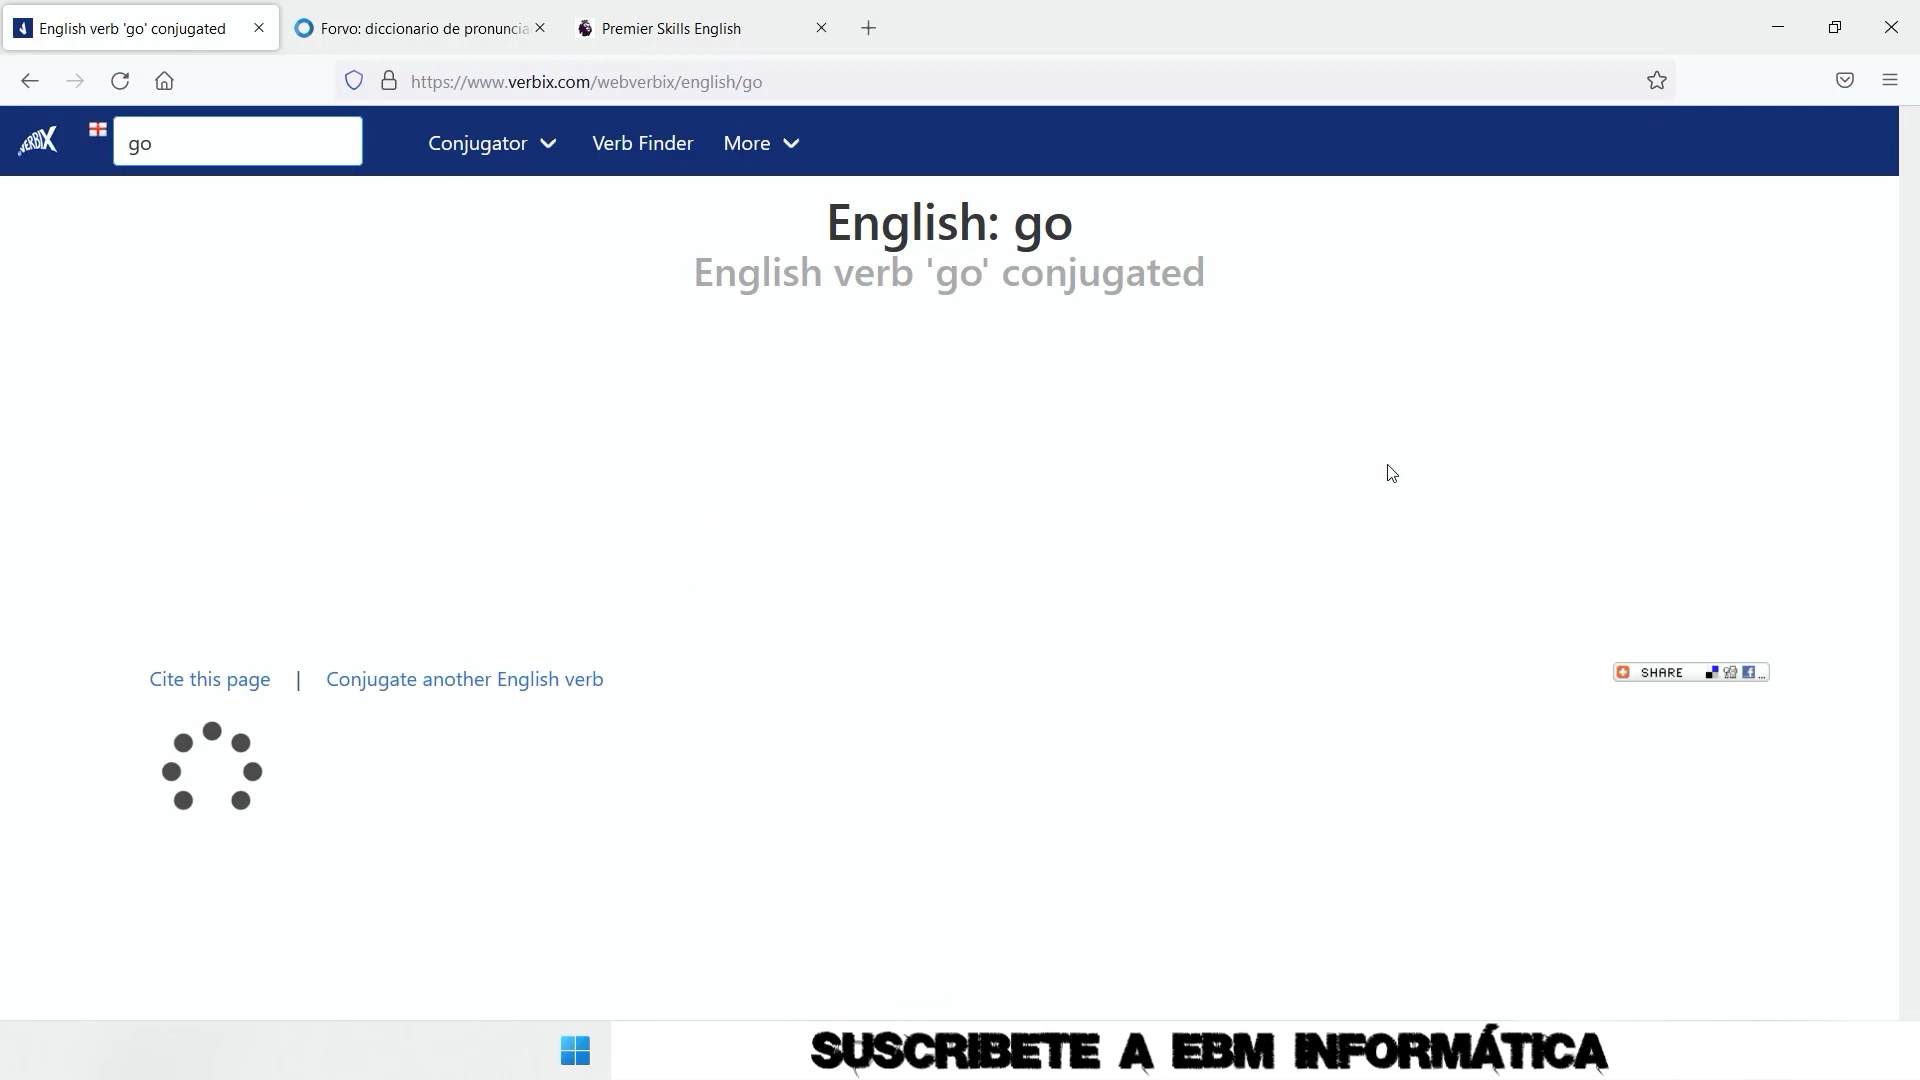 English verb 'go' conjugated
Forvo: diccionario de pronuncia
Premier Skills English
https://www.verbix.com/webverbix/english/go
VERBIX
go
Conjugator
Verb Finder
More
English: go
English verb 'go' conjugated
Cite this page | Conjugate another English verb
SHARE ...
SUSCRIBETE A EBM INFORMÁTICA